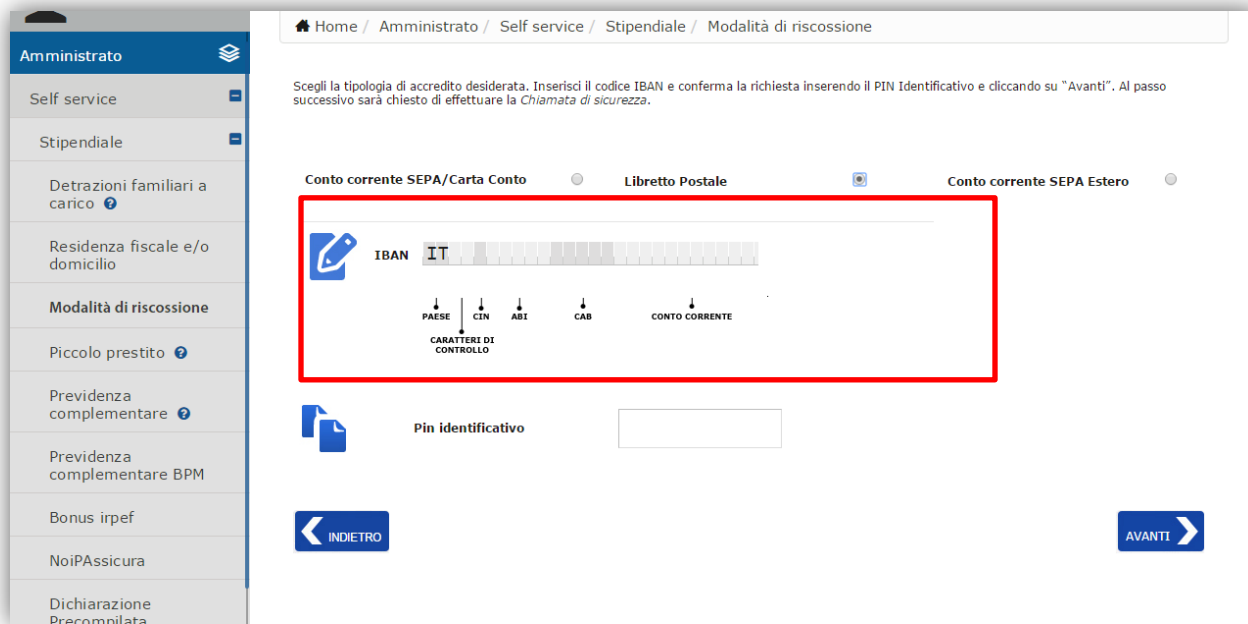 Home / Amministrato / Self service / Stipendiale / Modalità di riscossione
Amministrato
Self service
Stipendiale
Detrazioni familiari a
carico ?
Residenza fiscale e/o
domicilio
Modalità di riscossione
Piccolo prestito ?
Previdenza
complementare ?
Previdenza
complementare BPM
Bonus irpef
NoiPAssicura
Dichiarazione
Precompilata
Scegli la tipologia di accredito desiderata. Inserisci il codice IBAN e conferma la richiesta inserendo il PIN Identificativo e cliccando su "Avanti". Al passo
successivo sarà chiesto di effettuare la Chiamata di sicurezza.
Conto corrente SEPA/Carta Conto
Libretto Postale
Conto corrente SEPA Estero
IBAN IT
PAESE CIN ABI CAB CONTO CORRENTE
CARATTERI DI
CONTROLLO
Pin identificativo
INDIETRO
AVANTI